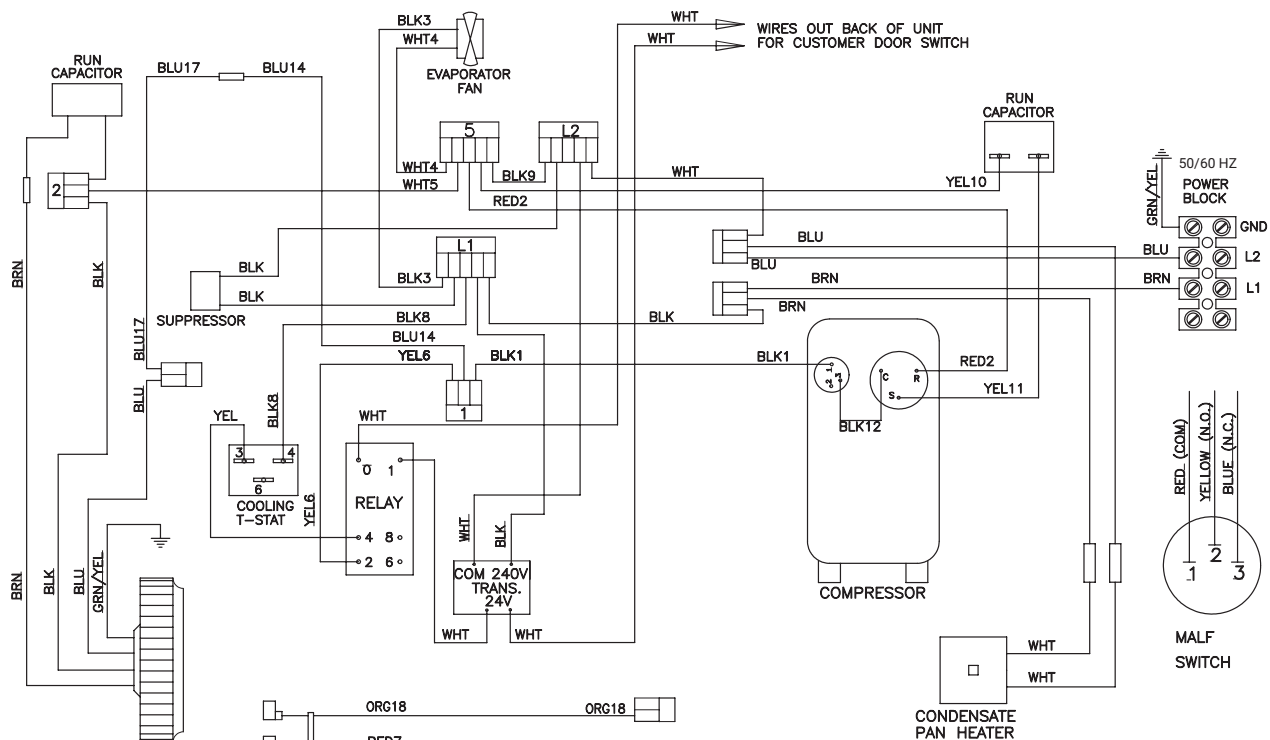 WHT
WIRES OUT BACK OF UNIT
WHT
FOR CUSTOMER DOOR SWITCH
BLK3
WHT4
EVAPORATOR
FAN
RUN
CAPACITOR
BLU17
BLU14
5
L2
WHT4
BLK9
WHT5
WHT
RED2
YEL10
RUN
CAPACITOR
50/60 HZ
POWER
BLOCK
GRN/YEL
GND
L2
L1
2
BRN
BLK
BLK
BLK
SUPPRESSOR
L1
BLK3
BLK8
BLK
BLU
BLU
BLU
BRN
BRN
BRN
BLU17
BLU
BLU14
YEL6
BLK1
BLK1
1
1
2
3
C
R
S
RED2
YEL11
BLK12
COMPRESSOR
YEL
BLK8
WHT
3
4
6
COOLING
T-STAT
YEL6
0
1
RELAY
4
8
2
6
WHT
BLK
COM 240V
TRANS.
24V
WHT
WHT
BRN
BLK
BLU
GRN/YEL
RED (COM)
YELLOW (N.O.)
BLUE (N.C.)
1
2
3
MALF
SWITCH
WHT
WHT
CONDENSATE
PAN HEATER
ORG18
ORG18
RED7